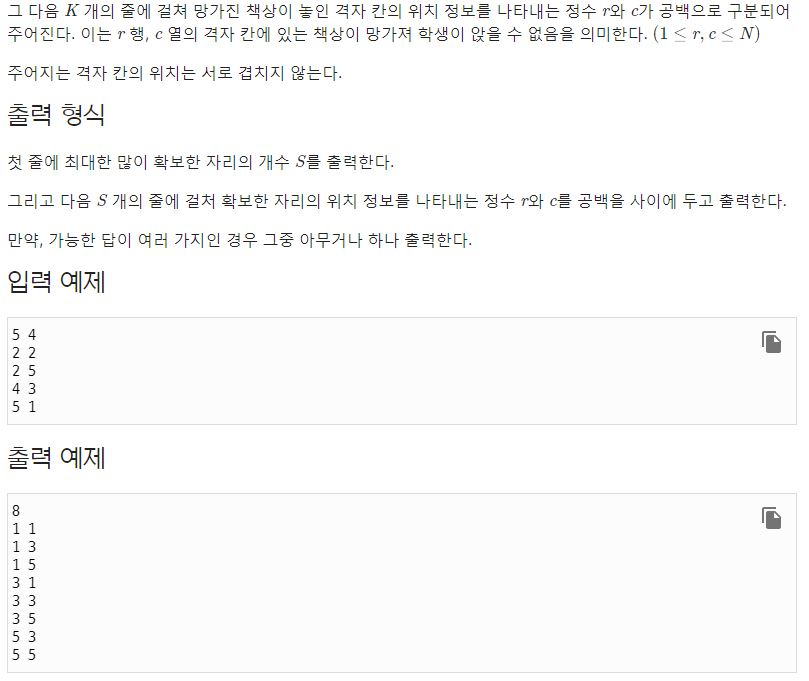 그 다음 K 개의 줄에 걸쳐 망가진 책상이 놓인 격자 칸의 위치 정보를 나타내는 정수 r와 c가 공백으로 구분되어
주어진다. 이는 r 행, c 열의 격자 칸에 있는 책상이 망가져 학생이 앉을 수 없음을 의미한다. (1 ≤ r, c ≤ N)
주어지는 격자 칸의 위치는 서로 겹치지 않는다.
출력 형식
첫 줄에 최대한 많이 확보한 자리의 개수 S를 출력한다.
그리고 다음 S 개의 줄에 걸처 확보한 자리의 위치 정보를 나타내는 정수 r와 c를 공백을 사이에 두고 출력한다.
만약, 가능한 답이 여러 가지인 경우 그중 아무거나 하나 출력한다.
입력 예제
5 4
2 2
2 5
4 3
5 1
출력 예제
8
1 1
1 3
1 5
3 1
3 3
3 5
5 3
5 5